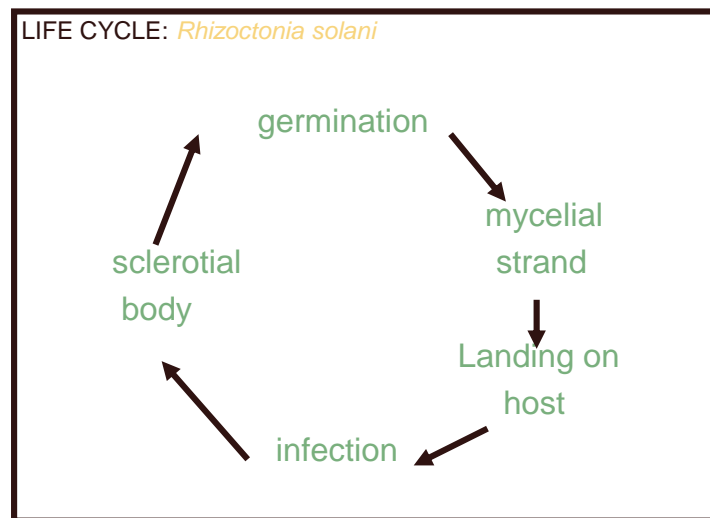 LIFE CYCLE: Rhizoctonia solani
germination
mycelial
strand
sclerotial
body
Landing on
host
infection